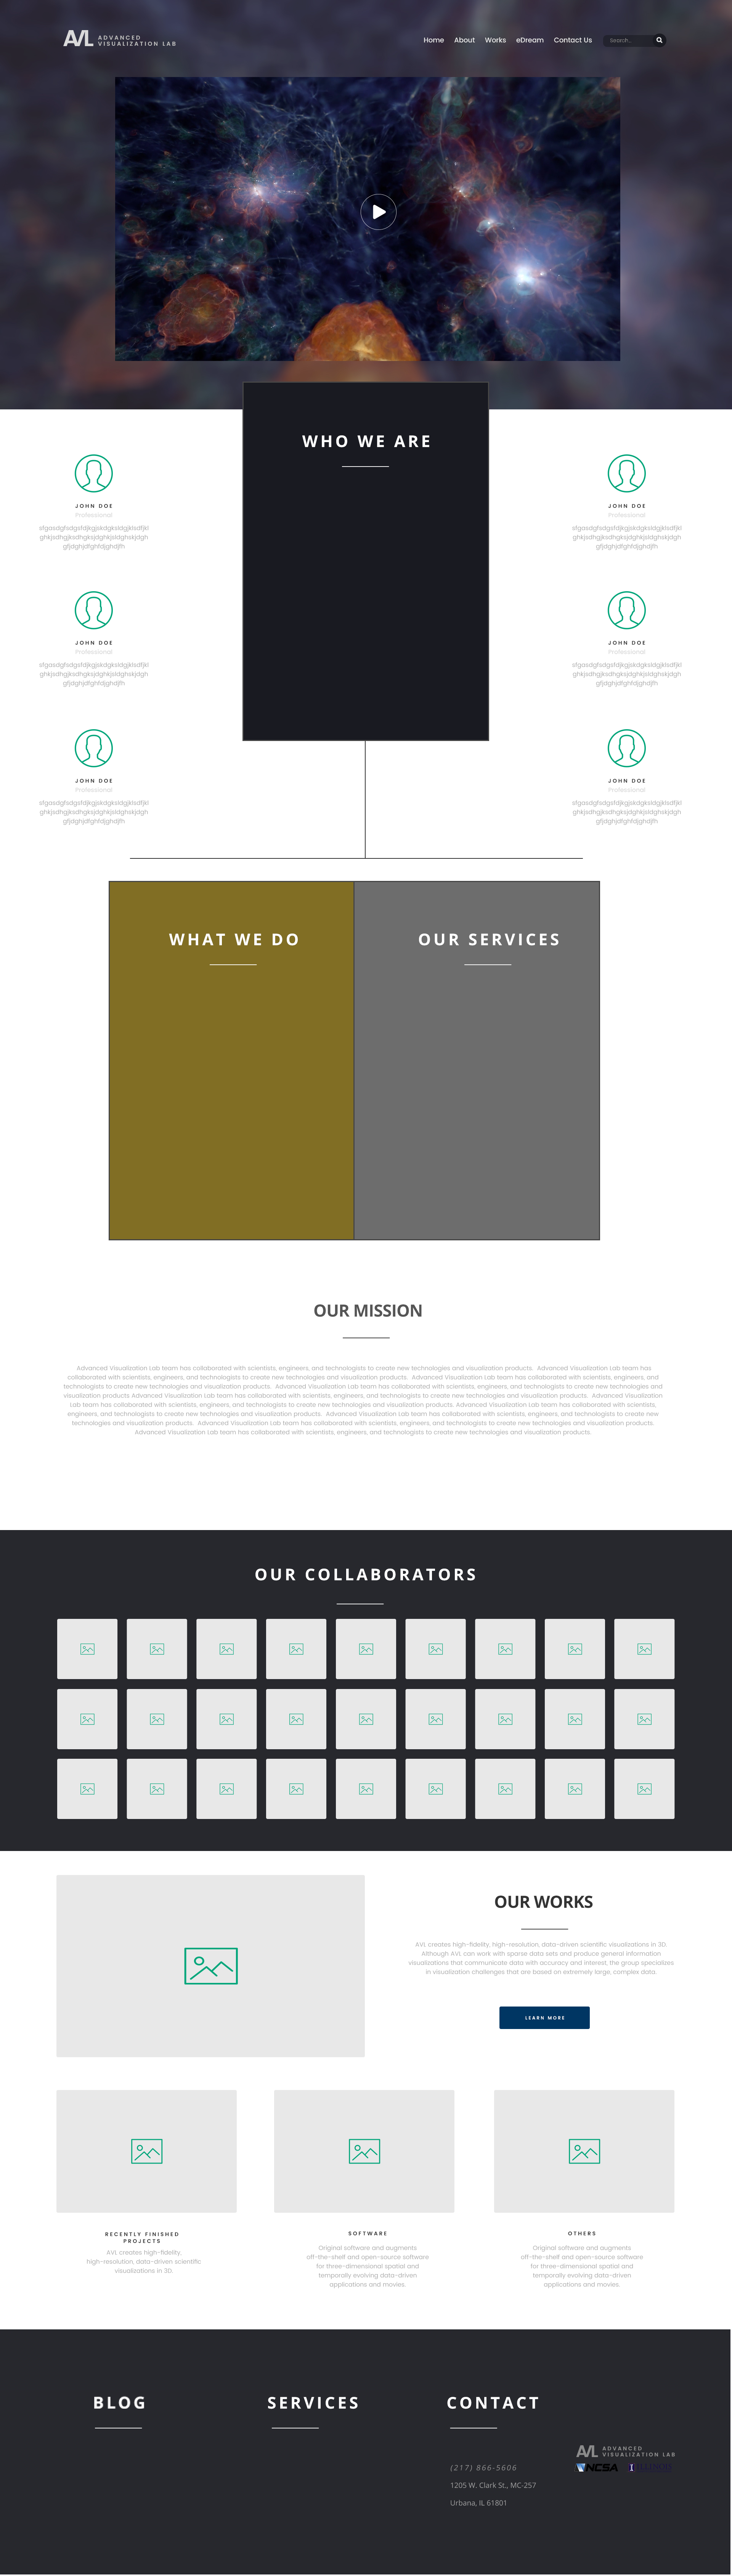 AVL ADVANCED
VISUALIZATION LAB
Home About Works eDream Contact Us Search...
WHO WE ARE
JOHN DOE
Professional
sfgasdgfsdgsfdjkgjskdgksldgjklsdfjkl
ghkjsdhgjksdhgksjdghkjsldghskjdgh
gfjdghjdfghfdjghdjfh
JOHN DOE
Professional
sfgasdgfsdgsfdjkgjskdgksldgjklsdfjkl
ghkjsdhgjksdhgksjdghkjsldghskjdgh
gfjdghjdfghfdjghdjfh
JOHN DOE
Professional
sfgasdgfsdgsfdjkgjskdgksldgjklsdfjkl
ghkjsdhgjksdhgksjdghkjsldghskjdgh
gfjdghjdfghfdjghdjfh
JOHN DOE
Professional
sfgasdgfsdgsfdjkgjskdgksldgjklsdfjkl
ghkjsdhgjksdhgksjdghkjsldghskjdgh
gfjdghjdfghfdjghdjfh
JOHN DOE
Professional
sfgasdgfsdgsfdjkgjskdgksldgjklsdfjkl
ghkjsdhgjksdhgksjdghkjsldghskjdgh
gfjdghjdfghfdjghdjfh
JOHN DOE
Professional
sfgasdgfsdgsfdjkgjskdgksldgjklsdfjkl
ghkjsdhgjksdhgksjdghkjsldghskjdgh
gfjdghjdfghfdjghdjfh
WHAT WE DO
OUR SERVICES
OUR MISSION
Advanced Visualization Lab team has collaborated with scientists, engineers, and technologists to create new technologies and visualization products. Advanced Visualization Lab team has
collaborated with scientists, engineers, and technologists to create new technologies and visualization products. Advanced Visualization Lab team has collaborated with scientists, engineers, and
technologists to create new technologies and visualization products. Advanced Visualization Lab team has collaborated with scientists, engineers, and technologists to create new technologies and
visualization products Advanced Visualization Lab team has collaborated with scientists, engineers, and technologists to create new technologies and visualization products. Advanced Visualization
Lab team has collaborated with scientists, engineers, and technologists to create new technologies and visualization products. Advanced Visualization Lab team has collaborated with scientists,
engineers, and technologists to create new technologies and visualization products. Advanced Visualization Lab team has collaborated with scientists, engineers, and technologists to create new
technologies and visualization products. Advanced Visualization Lab team has collaborated with scientists, engineers, and technologists to create new technologies and visualization products.
Advanced Visualization Lab team has collaborated with scientists, engineers, and technologists to create new technologies and visualization products.
OUR COLLABORATORS
OUR WORKS
AVL creates high-fidelity, high-resolution, data-driven scientific visualizations in 3D.
Although AVL can work with sparse data sets and produce general information
visualizations that communicate data with accuracy and interest, the group specializes
in visualization challenges that are based on extremely large, complex data.
LEARN MORE
RECENTLY FINISHED
PROJECTS
AVL creates high-fidelity,
high-resolution, data-driven scientific
visualizations in 3D.
SOFTWARE
Original software and augments
off-the-shelf and open-source software
for three-dimensional spatial and
temporally evolving data-driven
applications and movies.
OTHERS
Original software and augments
off-the-shelf and open-source software
for three-dimensional spatial and
temporally evolving data-driven
applications and movies.
BLOG
SERVICES
CONTACT
(217) 866-5606
1205 W. Clark St., MC-257
Urbana, IL 61801
AVL ADVANCED
VISUALIZATION LAB
NCSA